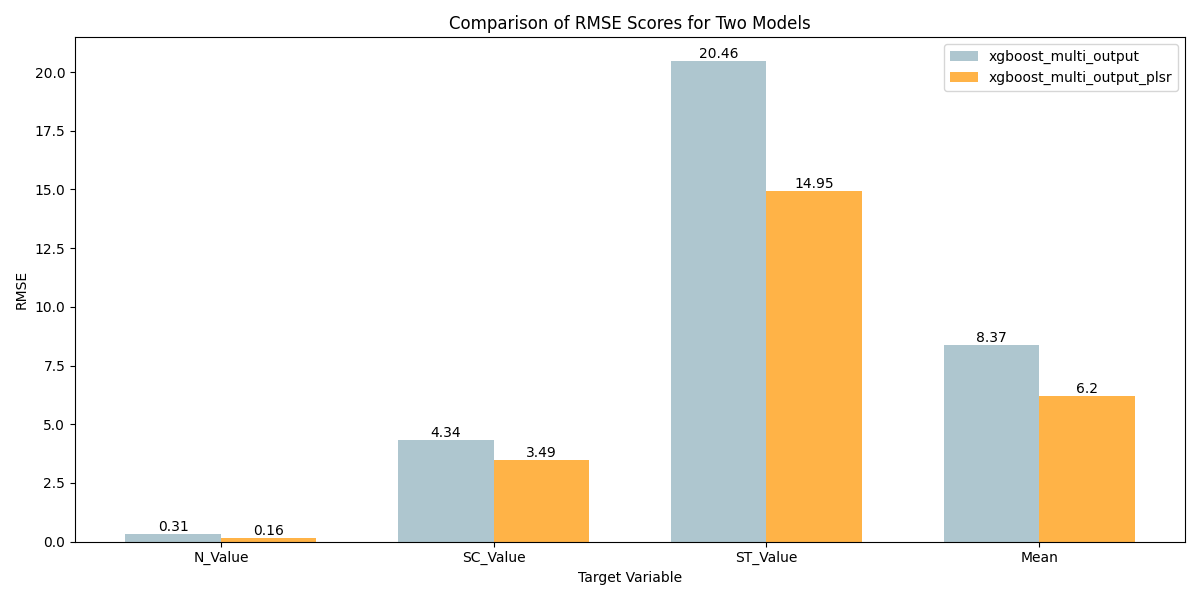 Comparison of RMSE Scores for Two Models
xgboost_multi_output
xgboost_multi_output_plsr
RMSE
20.0
17.5
15.0
12.5
10.0
7.5
5.0
2.5
0.0
0.31
0.16
4.34
3.49
20.46
14.95
8.37
6.2
N_Value
SC_Value
ST_Value
Mean
Target Variable